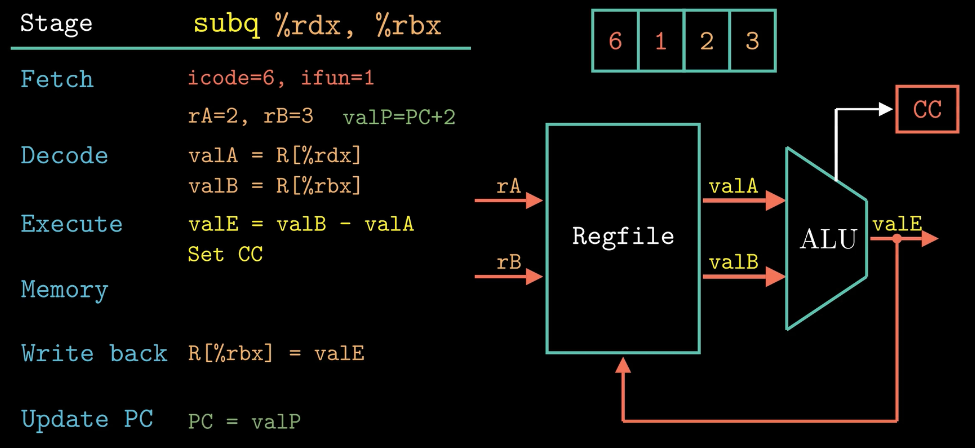 Stage subq %rdx, %rbx
Fetch icode=6, ifun=1
rA=2, rB=3 valP=PC+2
Decode valA = R[%rdx]
valB = R[%rbx]
Execute valE = valB - valA
Set CC
Memory
Write back R[%rbx] = valE
Update PC PC = valP
6 1 2 3
CC
rA valA
Regfile ALU valE
rB valB